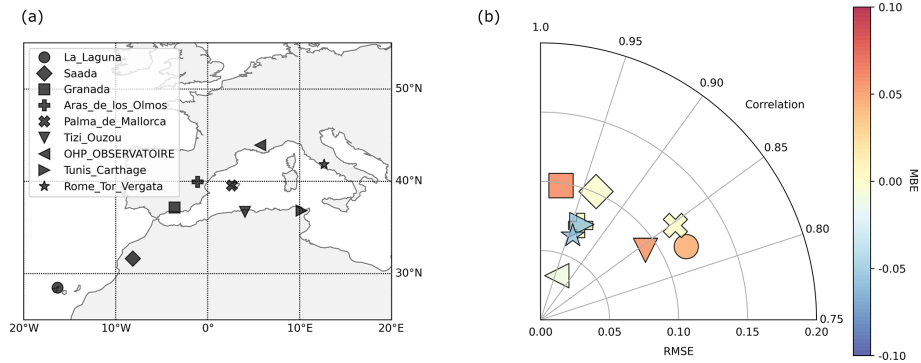 (a)
La_Laguna
Saada
Granada
Aras_de_los_Olmos
Palma_de_Mallorca
Tizi_Ouzou
OHP_OBSERVATOIRE
Tunis_Carthage
Rome_Tor_Vergata
50°N
40°N
30°N
20°W
10°W
0°
10°E
20°E
(b)
1.0
0.95
0.90
Correlation
0.85
0.80
0.75
0.00
0.05
0.10
0.15
0.20
RMSE
0.10
0.05
0.00
-0.05
-0.10
MBE